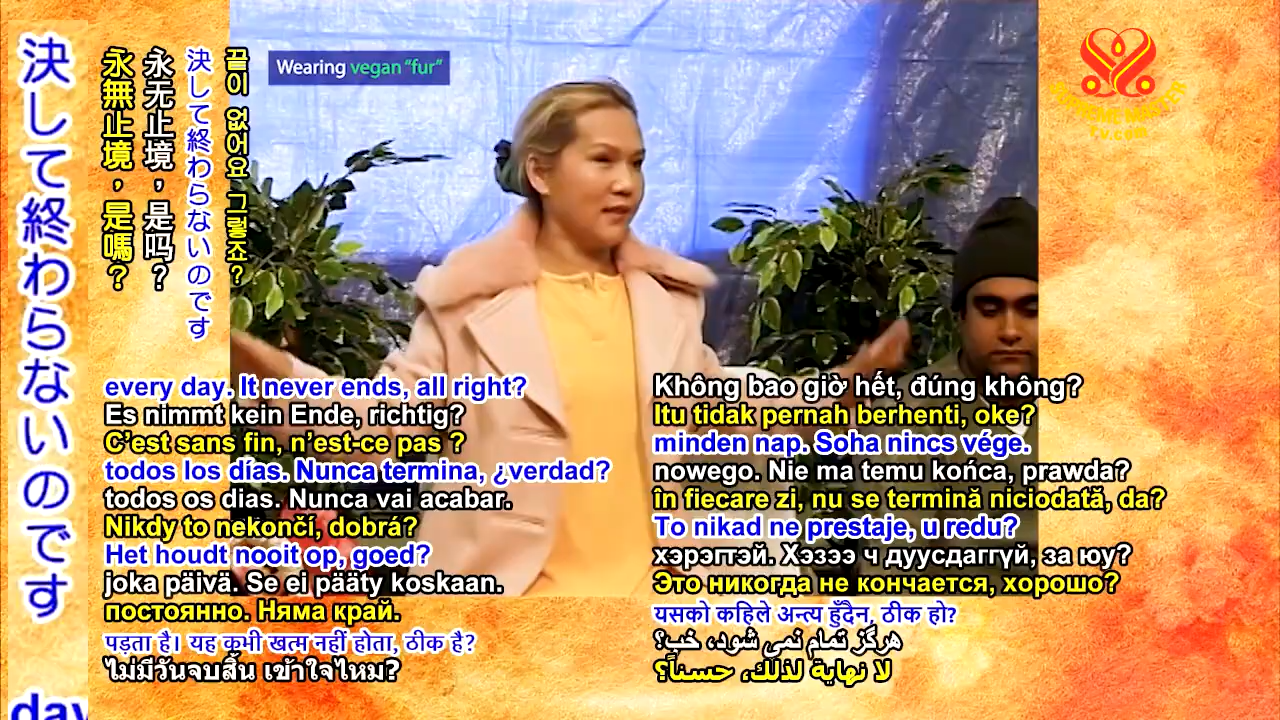 決して終わらないのです
day
永無止境，是嗎？
永无止境，是吗？
決して終わらないのです
끝이 없어요 그렇죠?
Wearing vegan "fur"
SUPREME MASTER
TV.com
every day. It never ends, all right?
Es nimmt kein Ende, richtig?
C'est sans fin, n'est-ce pas ?
todos los días. Nunca termina, ¿verdad?
todos os dias. Nunca vai acabar.
Nikdy to nekončí, dobrá?
Het houdt nooit op, goed?
joka päivä. Se ei pääty koskaan.
постоянно. Няма край.
पड़ता है। यह कभी खत्म नहीं होता, ठीक है?
ไม่มีวันจบสิ้น เข้าใจไหม?
Không bao giờ hết, đúng không?
Itu tidak pernah berhenti, oke?
minden nap. Soha nincs vége.
nowego. Nie ma temu końca, prawda?
în fiecare zi, nu se termină niciodată, da?
To nikad ne prestaje, u redu?
хэрэгтэй. Хэзээ ч дуусдаггүй, за юу?
Это никогда не кончается, хорошо?
यसको कहिले अन्त्य हुँदैन, ठीक हो?
هرگز تمام نمی شود، خب؟
لا نهاية لذلك، حسناً؟